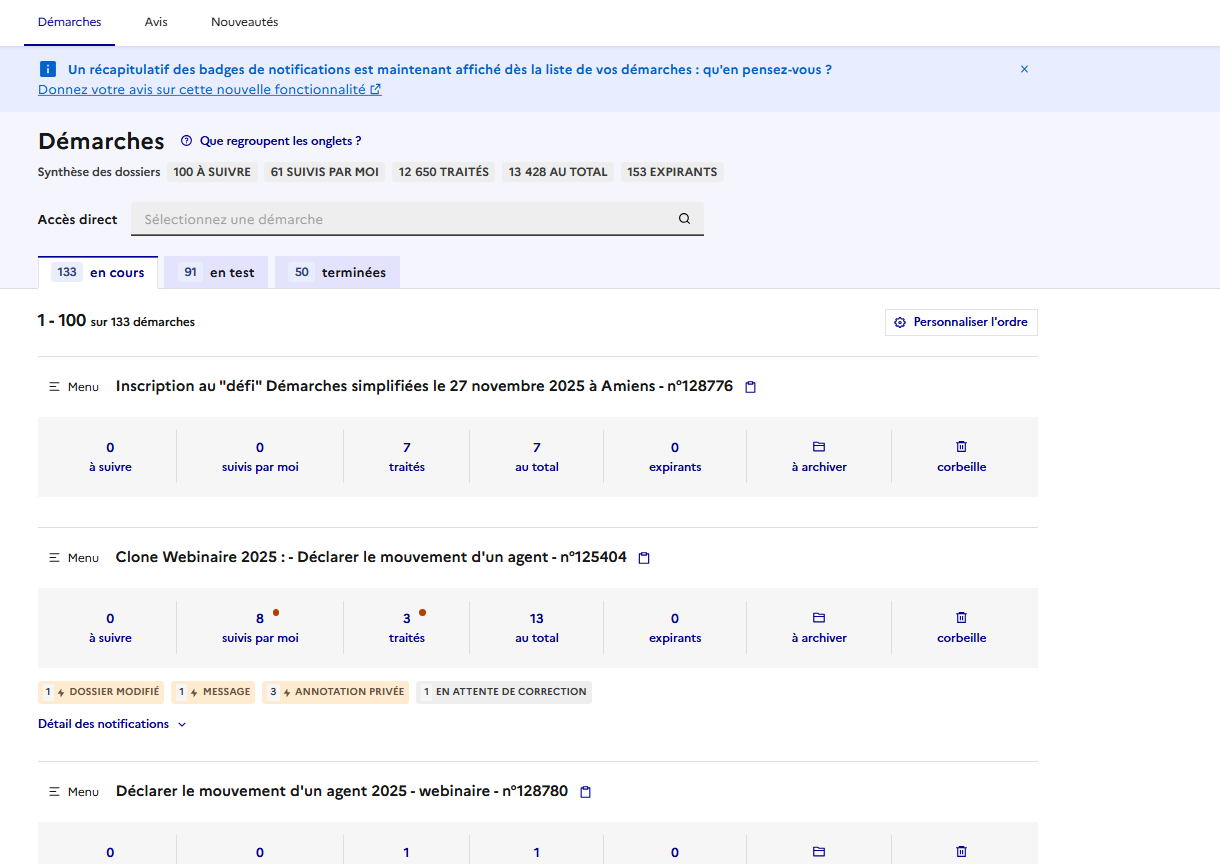 Démarches Avis Nouveautés
Un récapitulatif des badges de notifications est maintenant affiché dès la liste de vos démarches : qu'en pensez-vous ?
Donnez votre avis sur cette nouvelle fonctionnalité
Démarches Que regroupent les onglets ?
Synthèse des dossiers 100 À SUIVRE 61 SUIVIS PAR MOI 12 650 TRAITÉS 13 428 AU TOTAL 153 EXPIRANTS
Accès direct Sélectionnez une démarche
133 en cours 91 en test 50 terminées
1 - 100 sur 133 démarches Personnaliser l'ordre
Menu Inscription au "défi" Démarches simplifiées le 27 novembre 2025 à Amiens - n°128776
0 0 7 7 0
à suivre suivis par moi traités au total expirants à archiver corbeille
Menu Clone Webinaire 2025 : - Déclarer le mouvement d'un agent - n°125404
0 8 3 13 0
à suivre suivis par moi traités au total expirants à archiver corbeille
1 DOSSIER MODIFIÉ 1 MESSAGE 3 ANNOTATION PRIVÉE 1 EN ATTENTE DE CORRECTION
Détail des notifications
Menu Déclarer le mouvement d'un agent 2025 - webinaire - n°128780
0 0 1 1 0